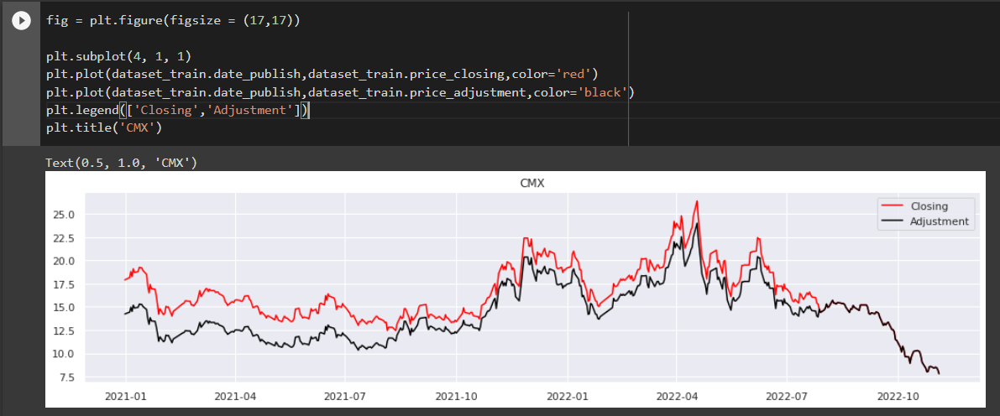 fig = plt.figure(figsize = (17,17))
plt.subplot(4, 1, 1)
plt.plot(dataset_train.date_publish,dataset_train.price_closing,color='red')
plt.plot(dataset_train.date_publish,dataset_train.price_adjustment,color='black')
plt.legend(['Closing','Adjustment'])
plt.title('CMX')
Text(0.5, 1.0, 'CMX')
CMX
Closing
Adjustment
25.0
22.5
20.0
17.5
15.0
12.5
10.0
7.5
2021-01 2021-04 2021-07 2021-10 2022-01 2022-04 2022-07 2022-10